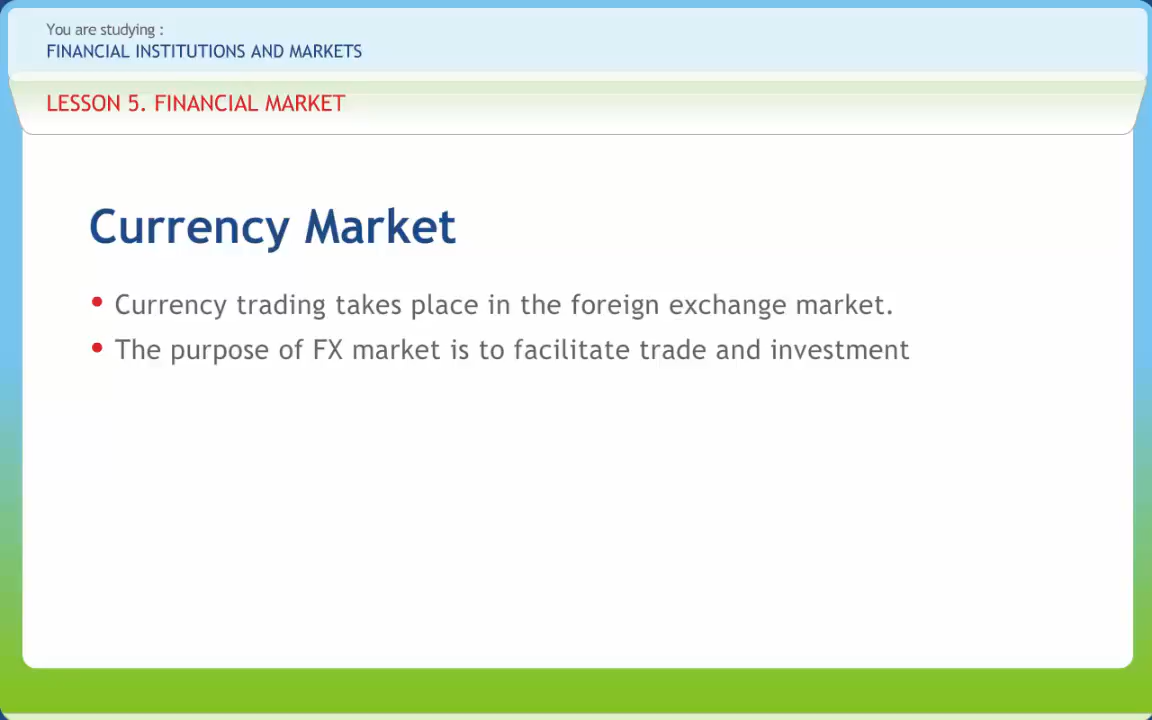 You are studying :
FINANCIAL INSTITUTIONS AND MARKETS
LESSON 5. FINANCIAL MARKET
Currency Market
• Currency trading takes place in the foreign exchange market.
• The purpose of FX market is to facilitate trade and investment